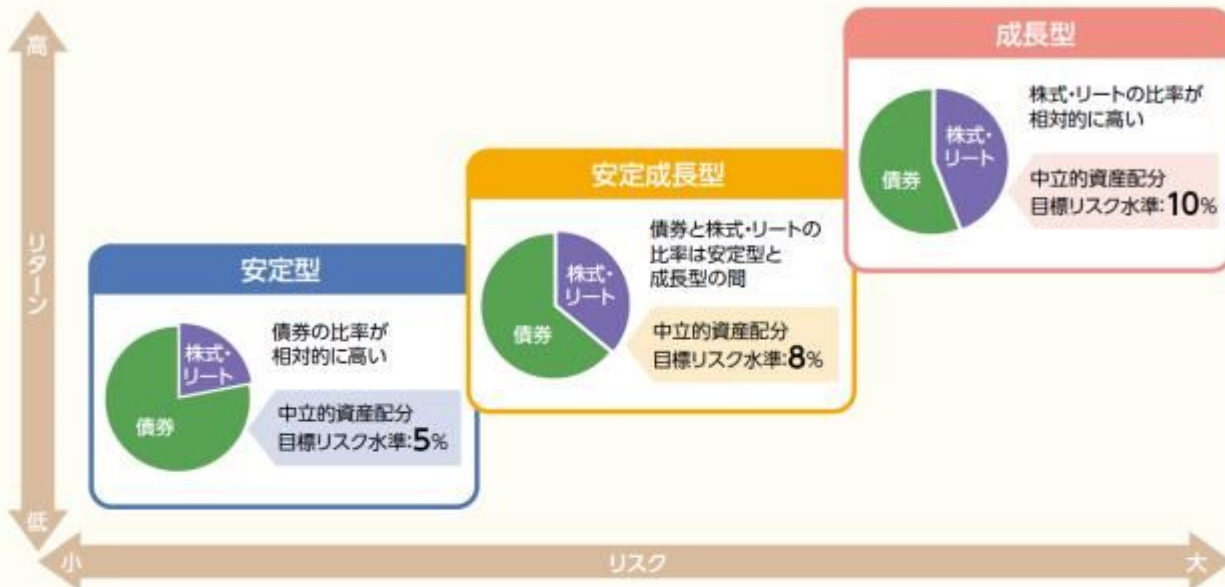 高
リターン
低
小
リスク
大
安定型
株式・
リート
債券
債券の比率が
相対的に高い
中立的資産配分
目標リスク水準:5%
安定成長型
株式・
リート
債券
債券と株式・リートの
比率は安定型と
成長型の間
中立的資産配分
目標リスク水準:8%
成長型
株式・
リート
債券
株式・リートの比率が
相対的に高い
中立的資産配分
目標リスク水準:10%